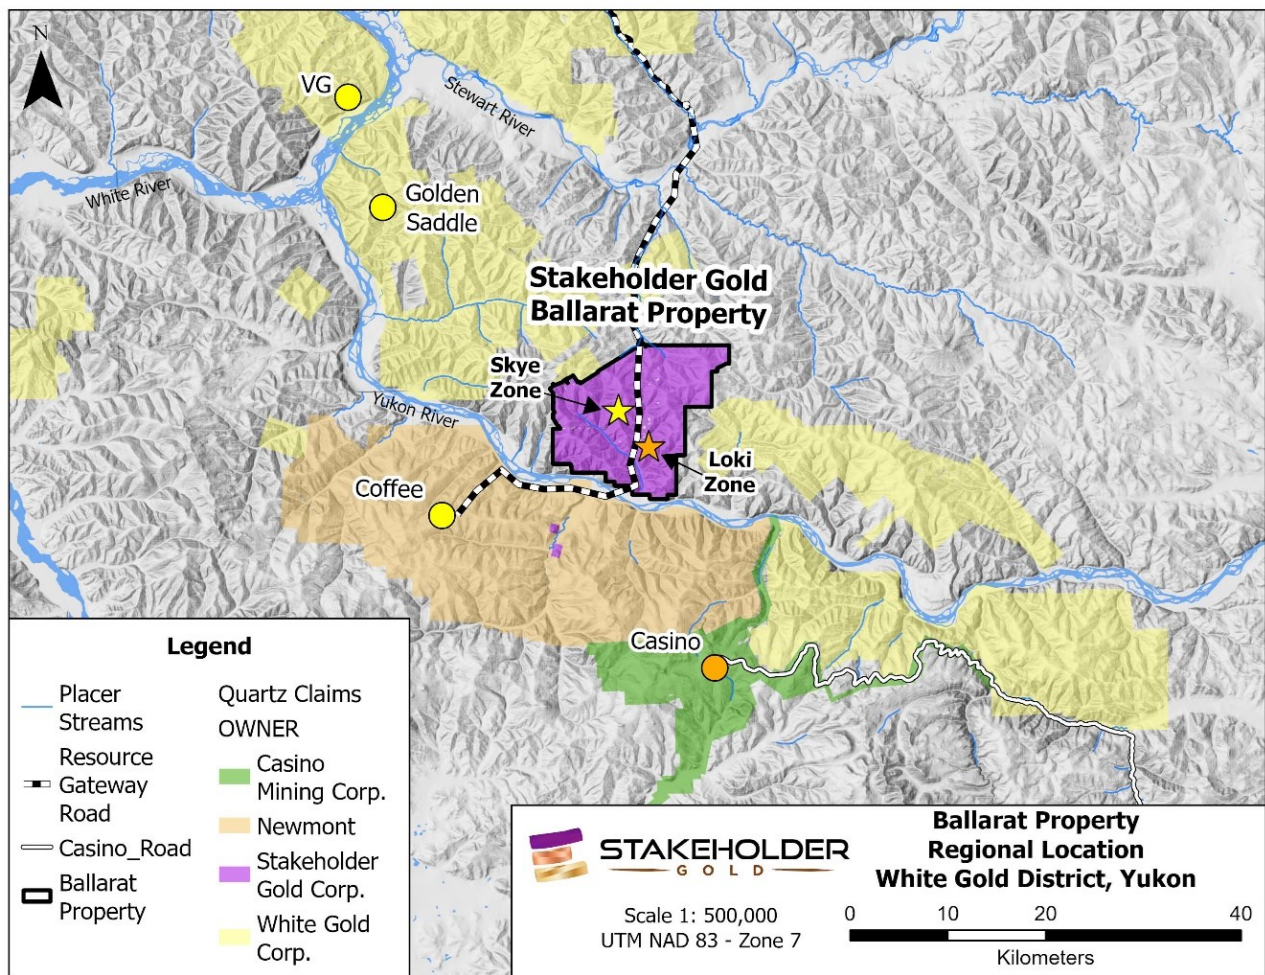 N
VG
Stewart River
White River
Golden
Saddle
Stakeholder Gold
Ballarat Property
Skye
Zone
Yukon River
Loki
Zone
Coffee
Casino
Legend
Placer
Streams
Resource
Gateway
Road
Casino_Road
Ballarat
Property
Quartz Claims
OWNER
Casino
Mining Corp.
Newmont
Stakeholder
Gold Corp.
White Gold
Corp.
STAKEHOLDER
GOLD
Scale 1: 500,000
UTM NAD 83 - Zone 7
Ballarat Property
Regional Location
White Gold District, Yukon
0 10 20 40
Kilometers